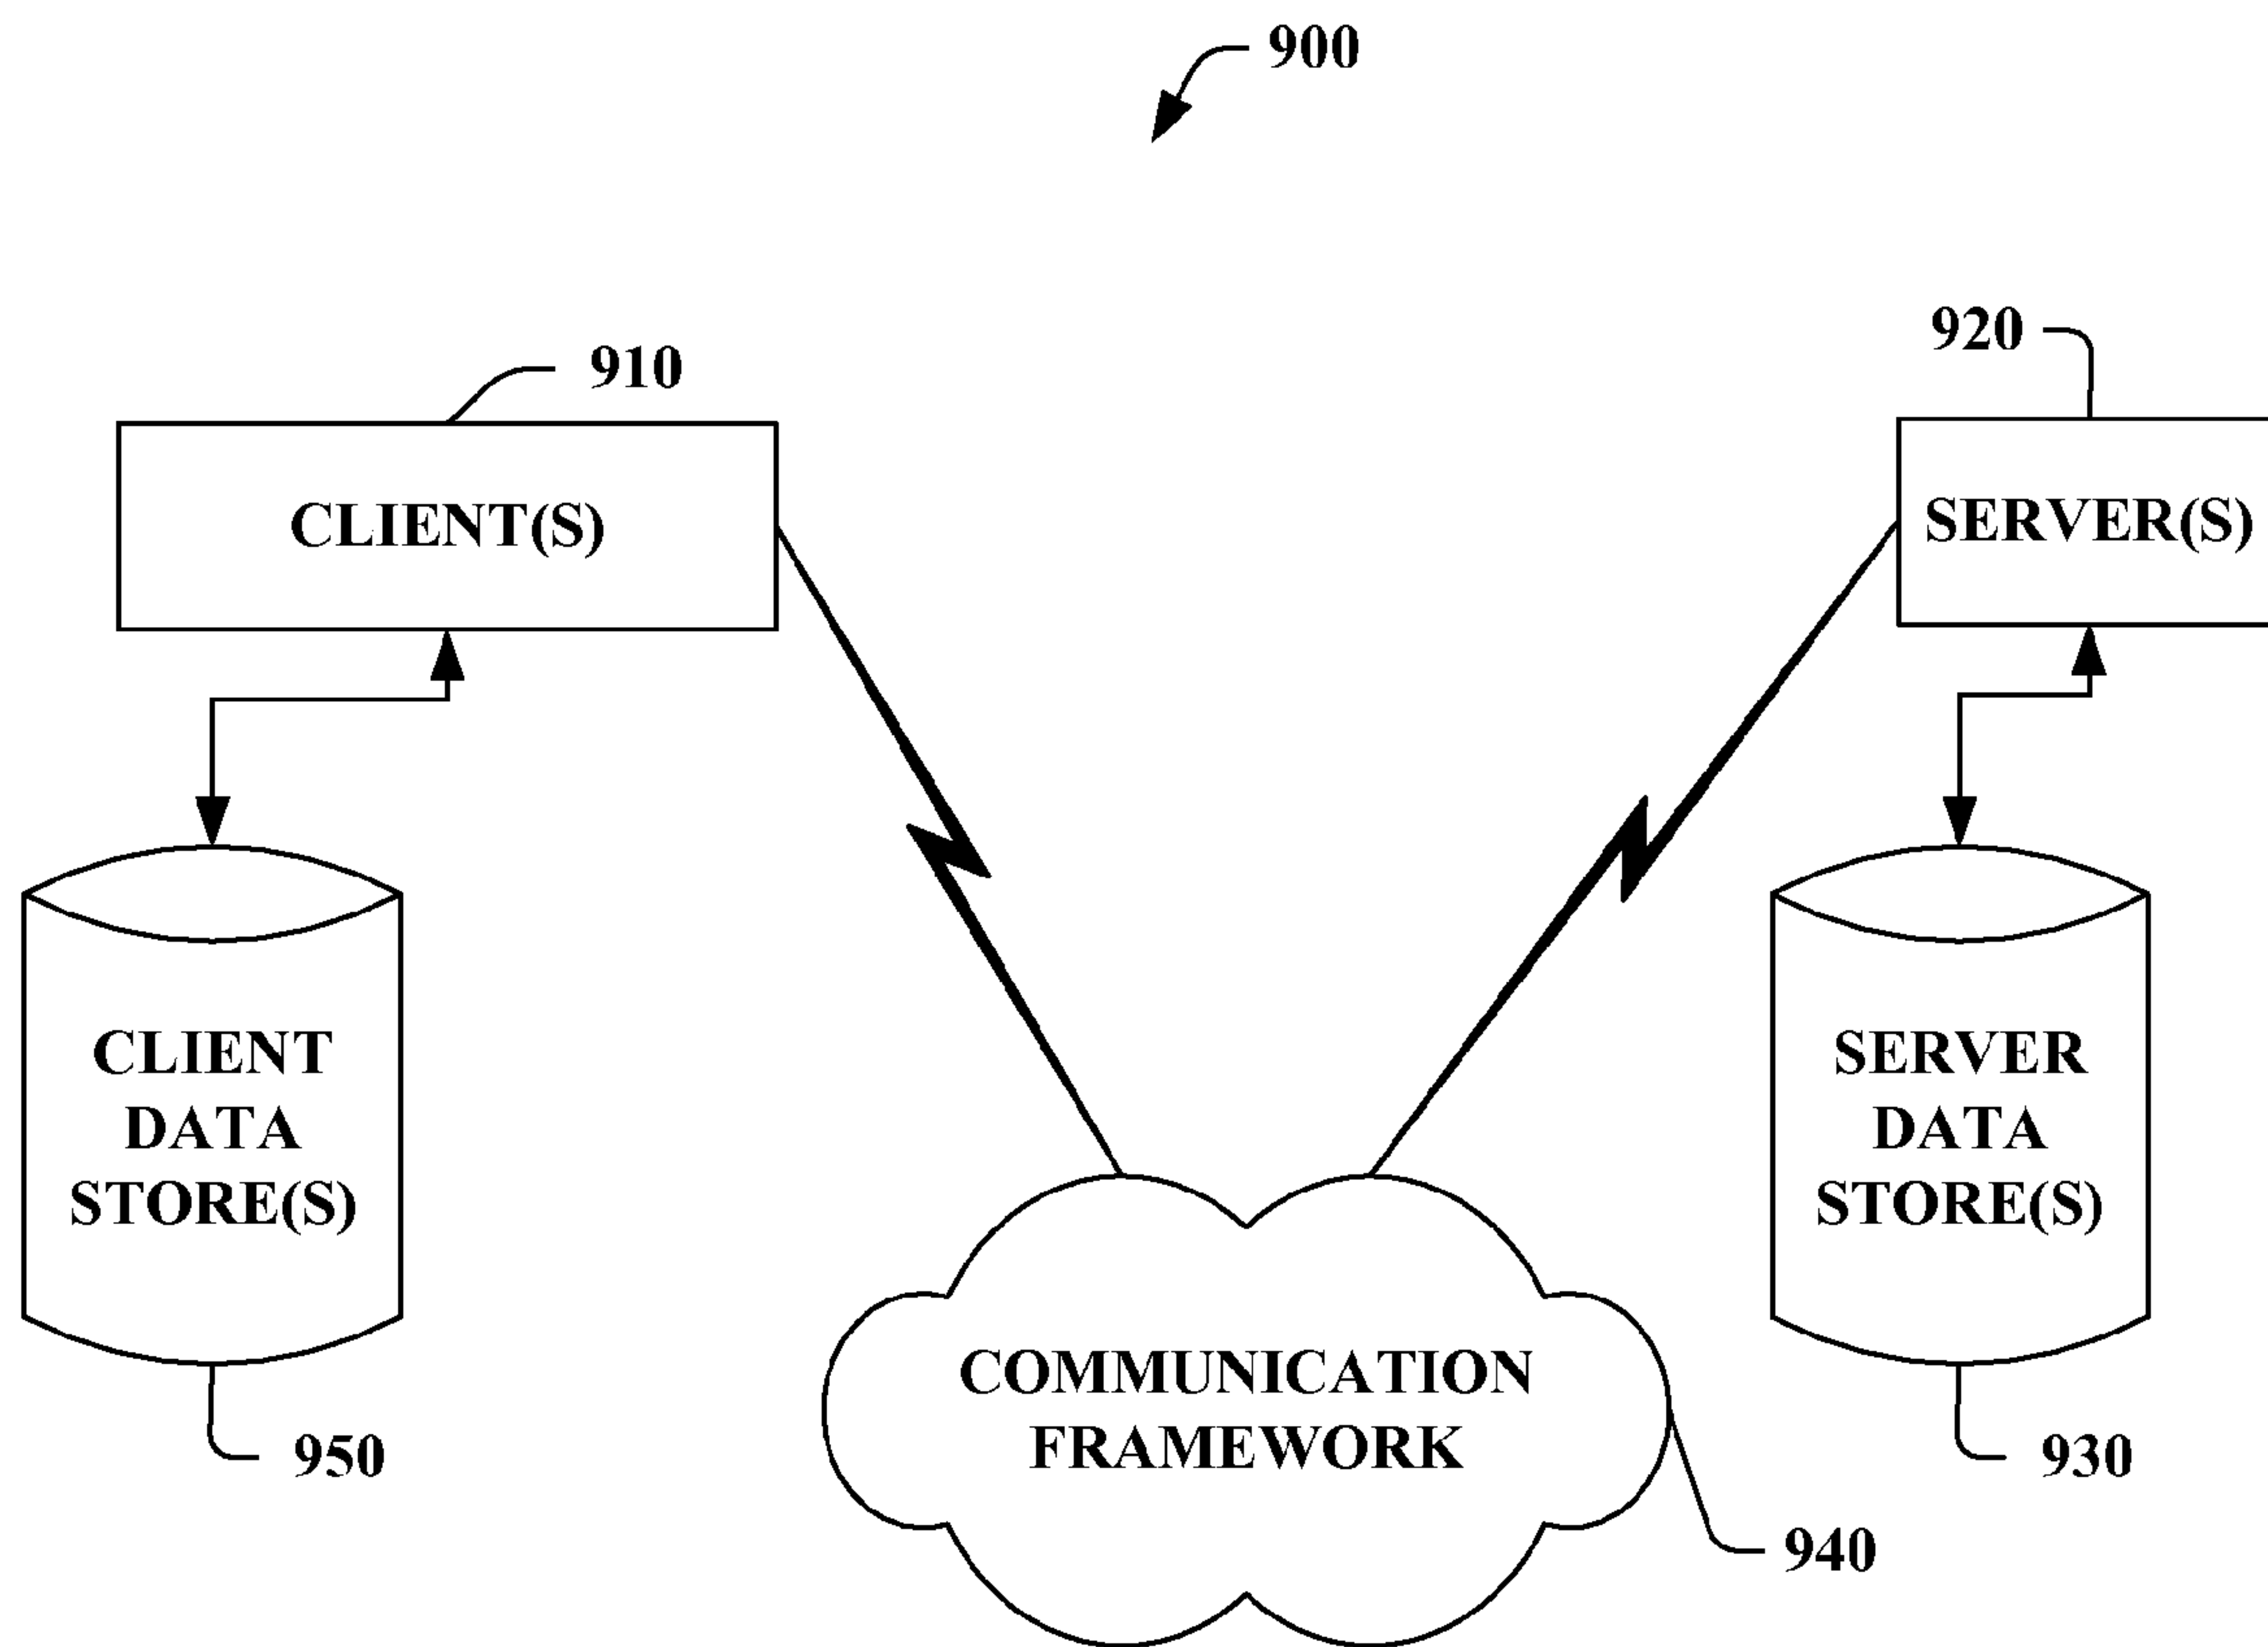 900
910
920
CLIENT(S)
SERVER(S)
CLIENT
DATA
STORE(S)
SERVER
DATA
STORE(S)
COMMUNICATION
FRAMEWORK
950
930
940